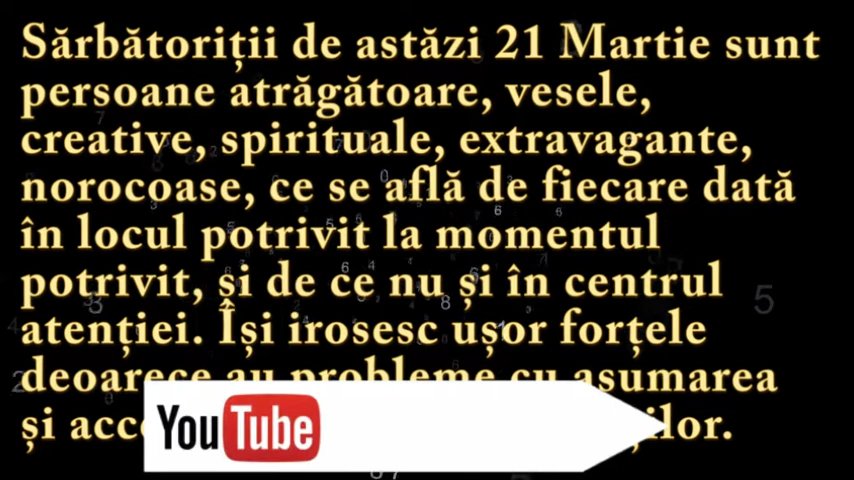 Sărbătoriții de astăzi 21 Martie sunt
persoane atrăgătoare, vesele,
creative, spirituale, extravagante,
norocoase, ce se află de fiecare dată
în locul potrivit la momentul
potrivit, și de ce nu și în centrul
atenției. Își irosesc ușor forțele
deoarece au probleme cu asumarea
și
YouTube